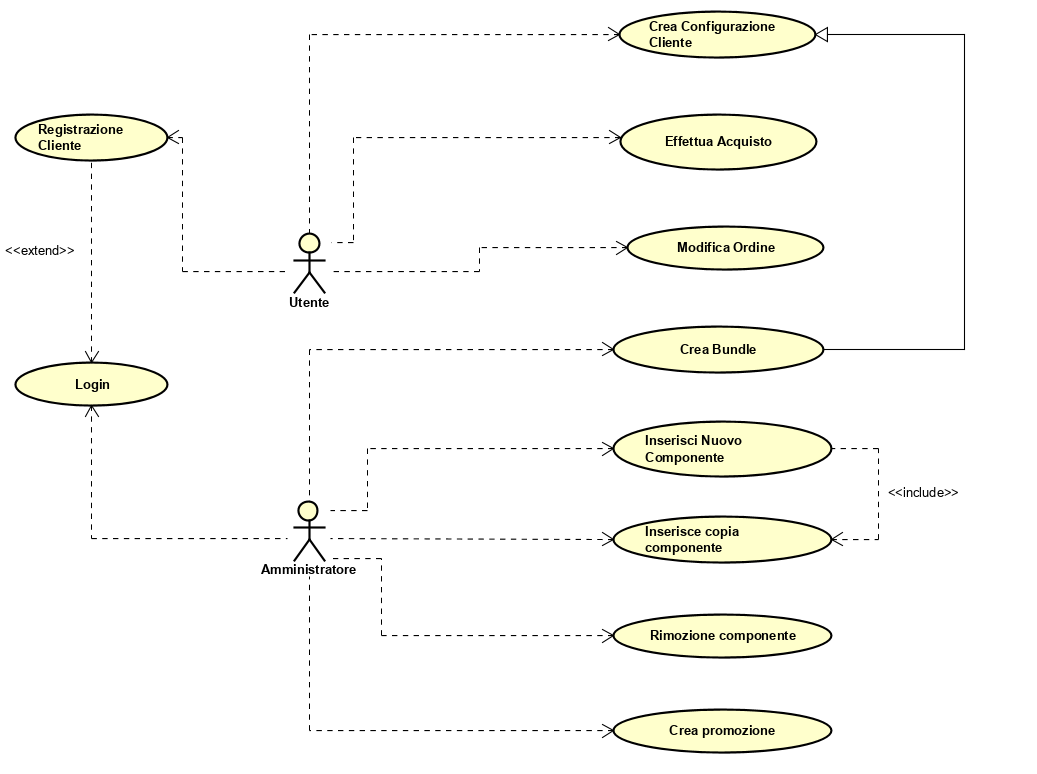 Crea Configurazione
Cliente
Registrazione
Cliente
Effettua Acquisto
<<extend>>
Modifica Ordine
Utente
Crea Bundle
Login
Inserisci Nuovo
Componente
<<include>>
Inserisce copia
componente
Amministratore
Rimozione componente
Crea promozione